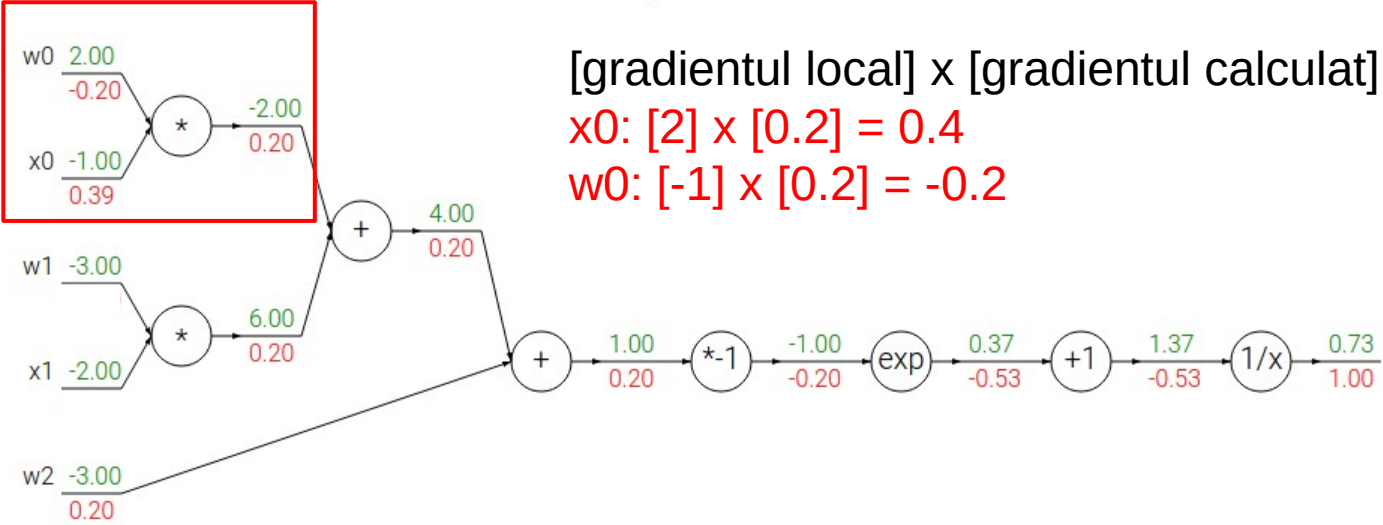 [gradientul local] x [gradientul calculat]
x0: [2] x [0.2] = 0.4
w0: [-1] x [0.2] = -0.2
w0 2.00
-0.20
*
-2.00
0.20
x0 -1.00
0.39
+
4.00
0.20
w1 -3.00
*
6.00
0.20
x1 -2.00
+
1.00
0.20
*-1
-1.00
-0.20
exp
0.37
-0.53
+1
1.37
-0.53
1/x
0.73
1.00
w2 -3.00
0.20